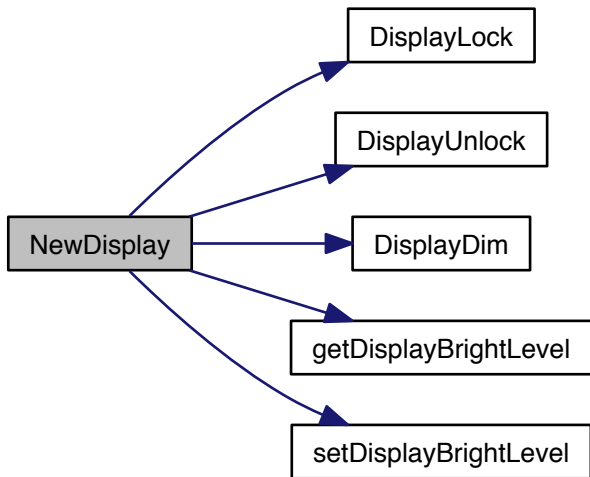 DisplayLock
DisplayUnlock
NewDisplay
DisplayDim
getDisplayBrightLevel
setDisplayBrightLevel